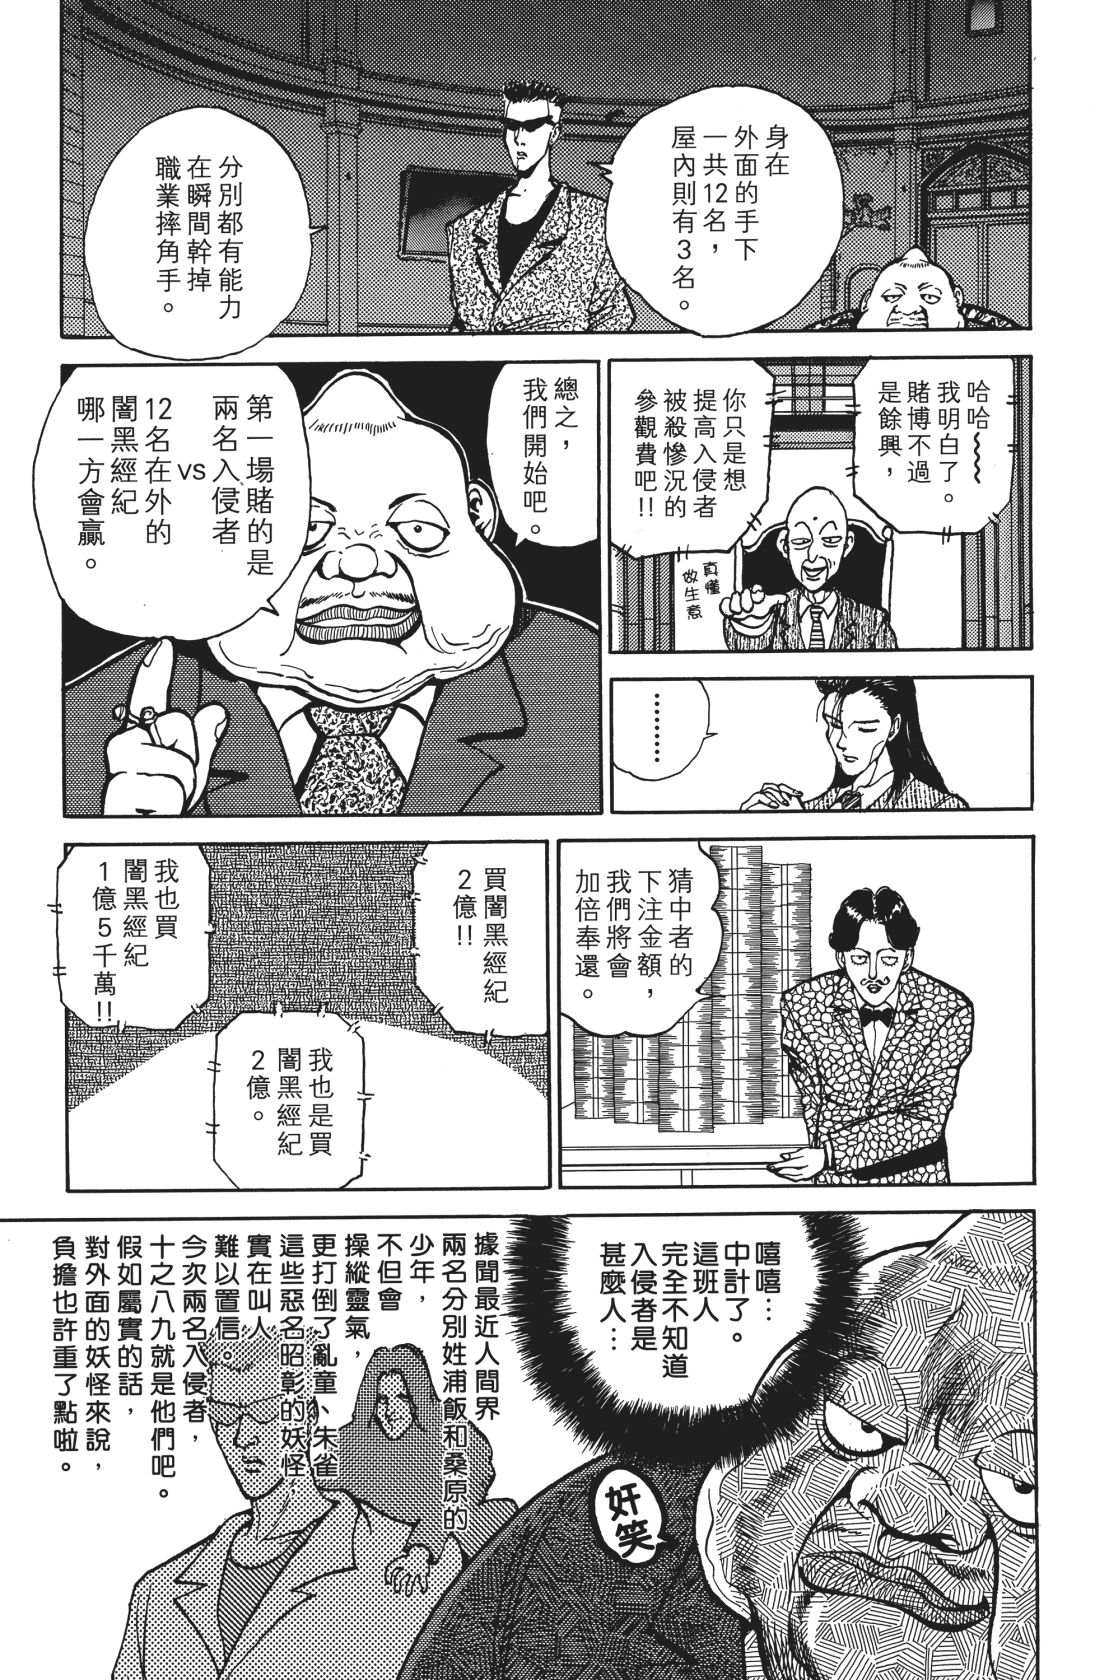 身在
外面的手下
一共12名，
屋內則有3名。
分別都有能力
在瞬間幹掉
職業摔角手。
哈哈～～
我明白了。
賭博不過
是餘興，
你只是想
提高入侵者
被殺慘況的
參觀費吧!!
真懂
做生意
總之，
我們開始吧。
第一場賭的是
兩名入侵者
vs
12名在外的
闇黑經紀
哪一方會贏。
………
猜中者的
下注金額，
我們將會
加倍奉還。
買闇黑經紀
2億!!
我也是買
闇黑經紀
2億。
我也買
闇黑經紀
1億5千萬!!
嘻嘻…
中計了。
這班人
完全不知道
入侵者是
甚麼人…
奸笑
據聞最近人間界
兩名分別姓浦飯和桑原的
少年，
不但會
操縱靈氣，
更打倒了亂童、朱雀
這些惡名昭彰的妖怪，
實在叫人
難以置信。
今次兩名入侵者，
十之八九就是他們吧。
假如屬實的話，
對外面的妖怪來說，
負擔也許重了點啦。